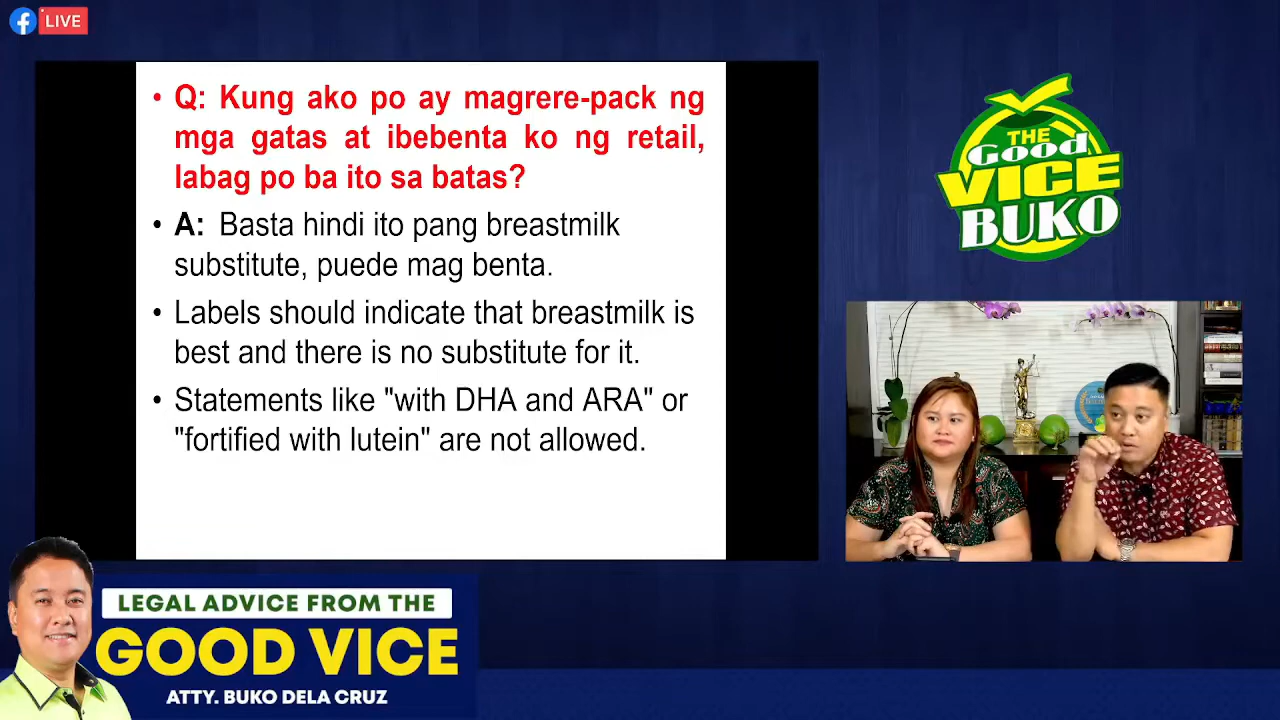 LIVE
• Q: Kung ako po ay magrere-pack ng
mga gatas at ibebenta ko ng retail,
labag po ba ito sa batas?
• A: Basta hindi ito pang breastmilk
substitute, puede mag benta.
• Labels should indicate that breastmilk is
best and there is no substitute for it.
• Statements like "with DHA and ARA" or
"fortified with lutein" are not allowed.
THE
Good
VICE
BUKO
LEGAL ADVICE FROM THE
GOOD VICE
ATTY. BUKO DELA CRUZ